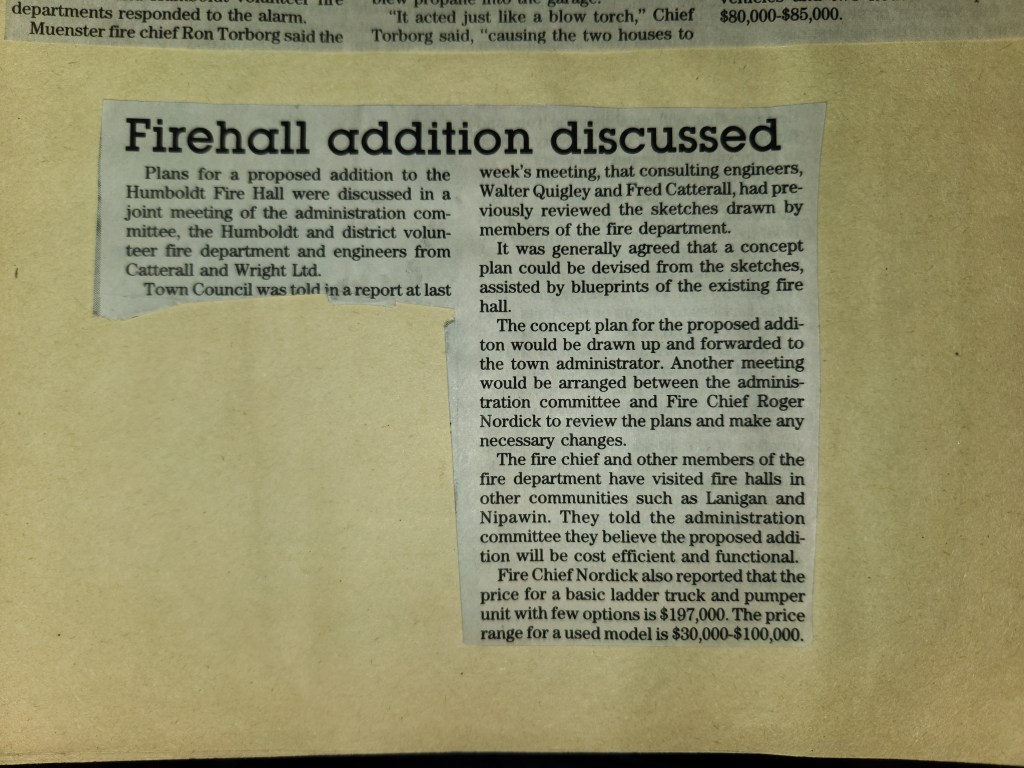 departments responded to the alarm.
Muenster fire chief Ron Torborg said the
blew propane into the garage.
"It acted just like a blow torch," Chief
Torborg said, "causing the two houses to
$80,000-$85,000.
Firehall addition discussed
Plans for a proposed addition to the
Humboldt Fire Hall were discussed in a
joint meeting of the administration com-
mittee, the Humboldt and district volun-
teer fire department and engineers from
Catterall and Wright Ltd.
Town Council was told in a report at last
week's meeting, that consulting engineers,
Walter Quigley and Fred Catterall, had pre-
viously reviewed the sketches drawn by
members of the fire department.
It was generally agreed that a concept
plan could be devised from the sketches,
assisted by blueprints of the existing fire
hall.
The concept plan for the proposed addi-
ton would be drawn up and forwarded to
the town administrator. Another meeting
would be arranged between the adminis-
tration committee and Fire Chief Roger
Nordick to review the plans and make any
necessary changes.
The fire chief and other members of the
fire department have visited fire halls in
other communities such as Lanigan and
Nipawin. They told the administration
committee they believe the proposed addi-
tion will be cost efficient and functional.
Fire Chief Nordick also reported that the
price for a basic ladder truck and pumper
unit with few options is $197,000. The price
range for a used model is $30,000-$100,000.